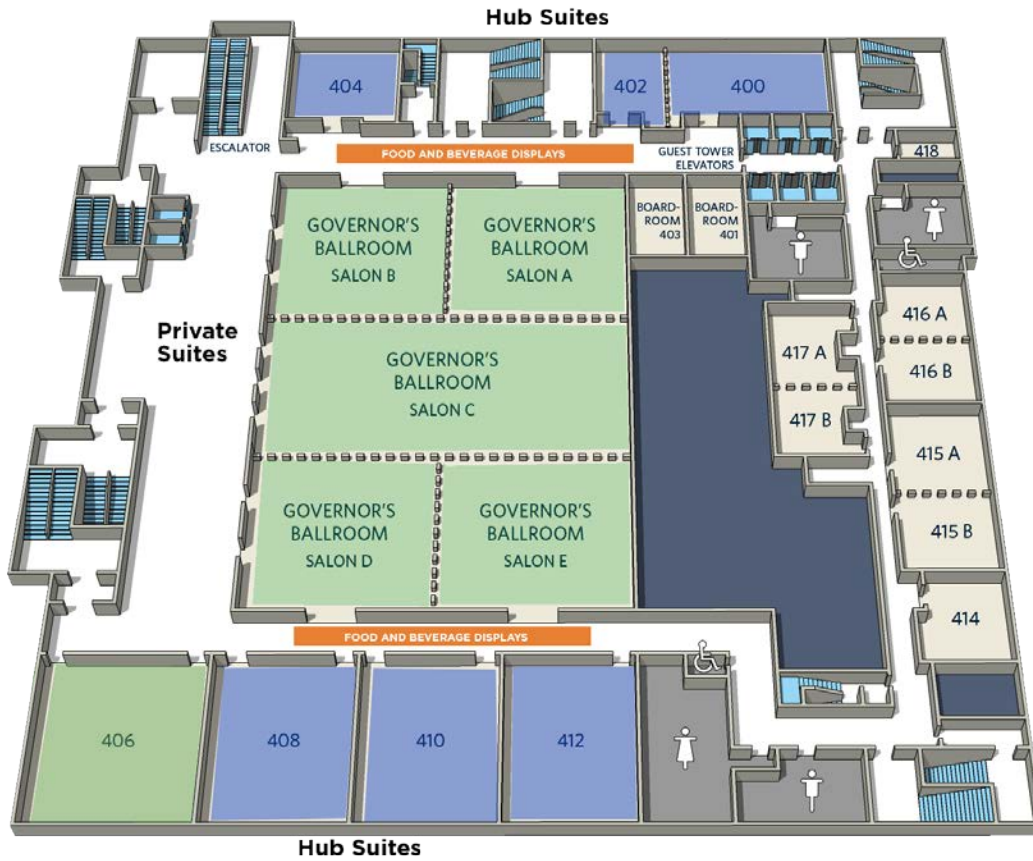 Hub Suites
404
402
400
ESCALATOR
FOOD AND BEVERAGE DISPLAYS
GUEST TOWER
ELEVATORS
418
GOVERNOR'S
BALLROOM
SALON B
GOVERNOR'S
BALLROOM
SALON A
BOARD-
ROOM
403
BOARD-
ROOM
401
Private
Suites
GOVERNOR'S
BALLROOM
SALON C
416 A
417 A
416 B
417 B
415 A
GOVERNOR'S
BALLROOM
SALON D
GOVERNOR'S
BALLROOM
SALON E
415 B
414
FOOD AND BEVERAGE DISPLAYS
406
408
410
412
Hub Suites